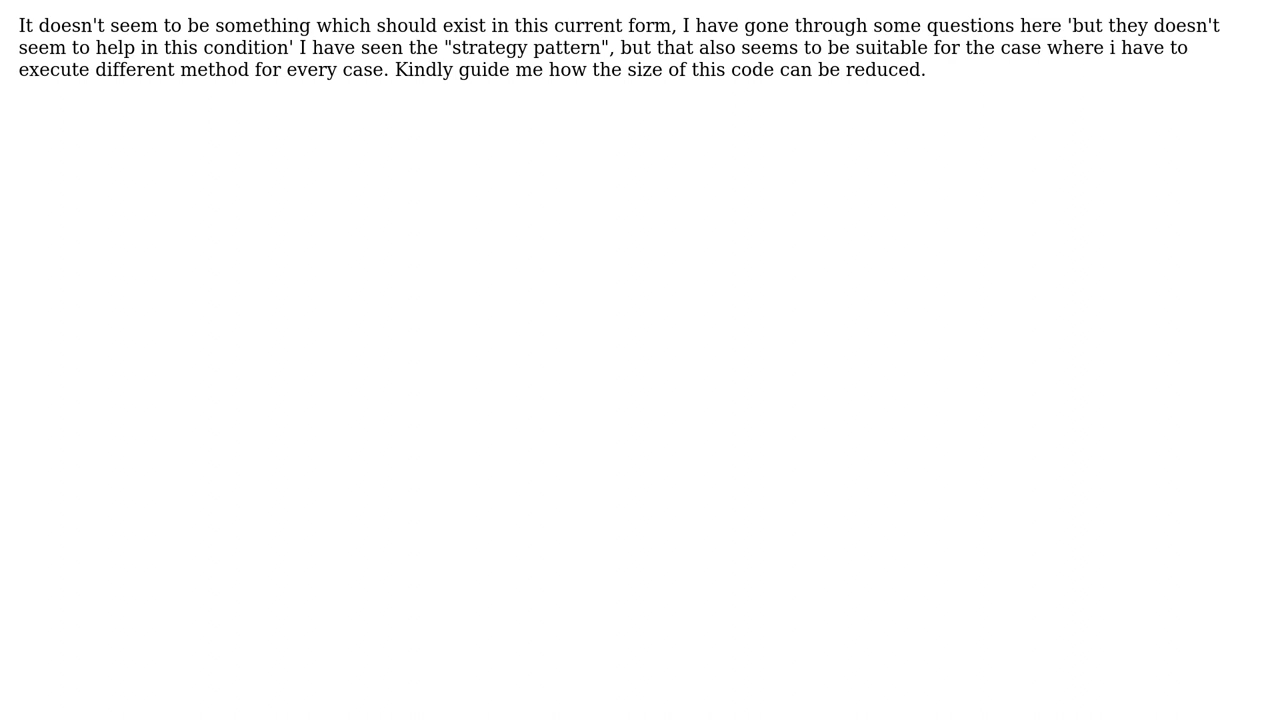 It doesn't seem to be something which should exist in this current form, I have gone through some questions here 'but they doesn't
seem to help in this condition' I have seen the "strategy pattern", but that also seems to be suitable for the case where i have to
execute different method for every case. Kindly guide me how the size of this code can be reduced.